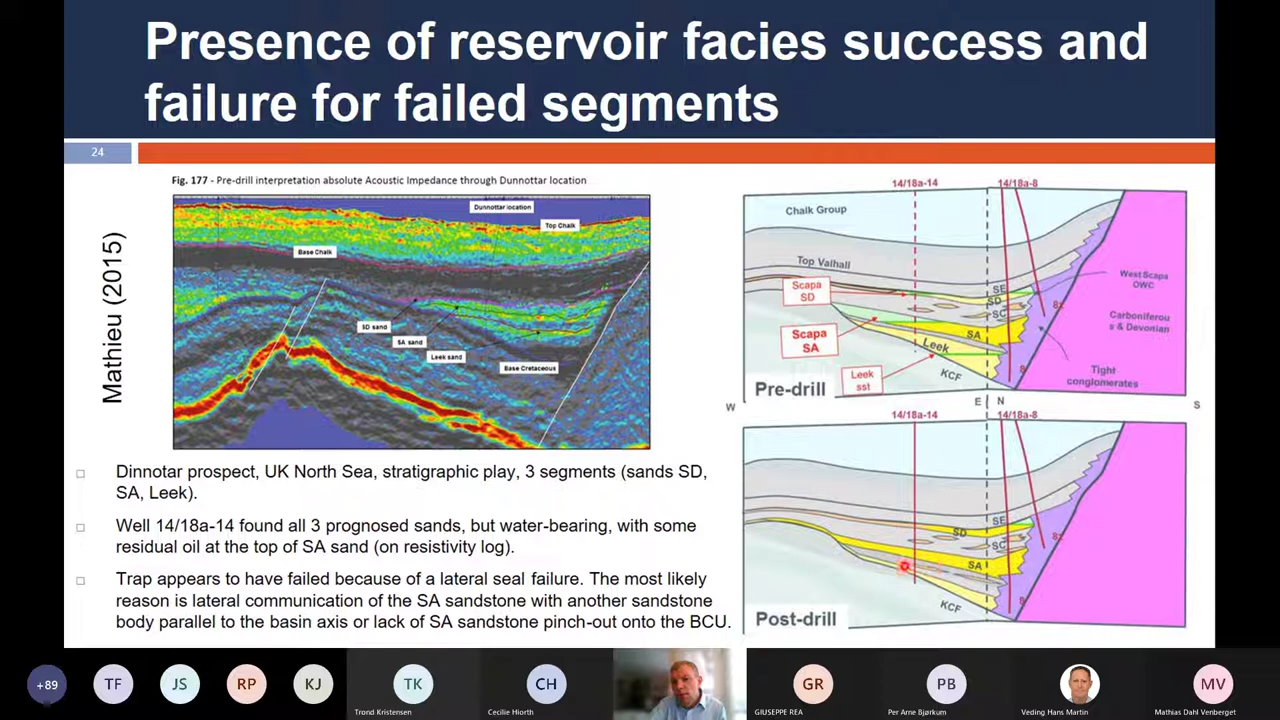 Presence of reservoir facies success and
failure for failed segments
24
Fig. 177 - Pre-drill interpretation absolute Acoustic Impedance through Dunnottar location
Mathieu (2015)
Dunnottar location
Top Chalk
Base Chalk
SD sand
SA sand
Leek sand
Base Cretaceous
14/18a-14
14/18a-8
Chalk Group
Top Valhall
Scapa
SD
Scapa
SA
Leek
sst
SE
SD
SC
SA
Leek
KCF
West Scapa
OWC
8z
Carboniferou
s & Devonian
Tight
conglomerates
8
Pre-drill
W
E
N
S
14/18a-14
14/18a-8
SE
SD
SC
SA
KCF
8z
8
Post-drill
Dinnotar prospect, UK North Sea, stratigraphic play, 3 segments (sands SD,
SA, Leek).
Well 14/18a-14 found all 3 prognosed sands, but water-bearing, with some
residual oil at the top of SA sand (on resistivity log).
Trap appears to have failed because of a lateral seal failure. The most likely
reason is lateral communication of the SA sandstone with another sandstone
body parallel to the basin axis or lack of SA sandstone pinch-out onto the BCU.
+89
TF
JS
RP
KJ
TK
Trond Kristensen
CH
Cecilie Hiorth
GR
GIUSEPPE REA
PB
Per Arne Bjørkum
Veding Hans Martin
MV
Mathias Dahl Venberget